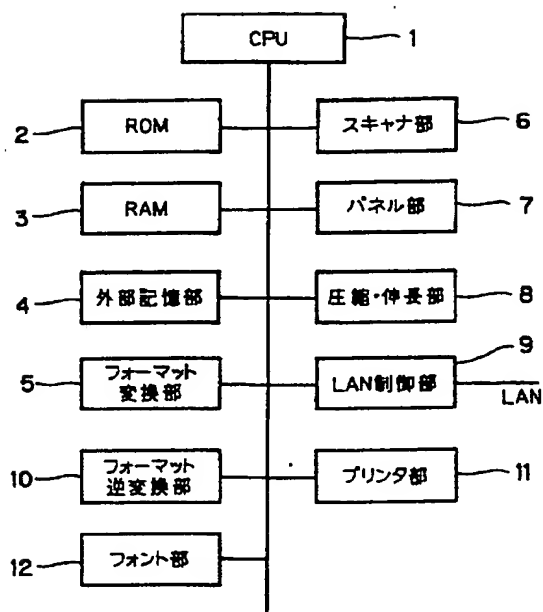 CPU
1
2
ROM
スキャナ部
6
3
RAM
パネル部
7
4
外部記憶部
圧縮・伸長部
8
5
フォーマット
変換部
LAN制御部
9
LAN
10
フォーマット
逆変換部
プリンタ部
11
12
フォント部